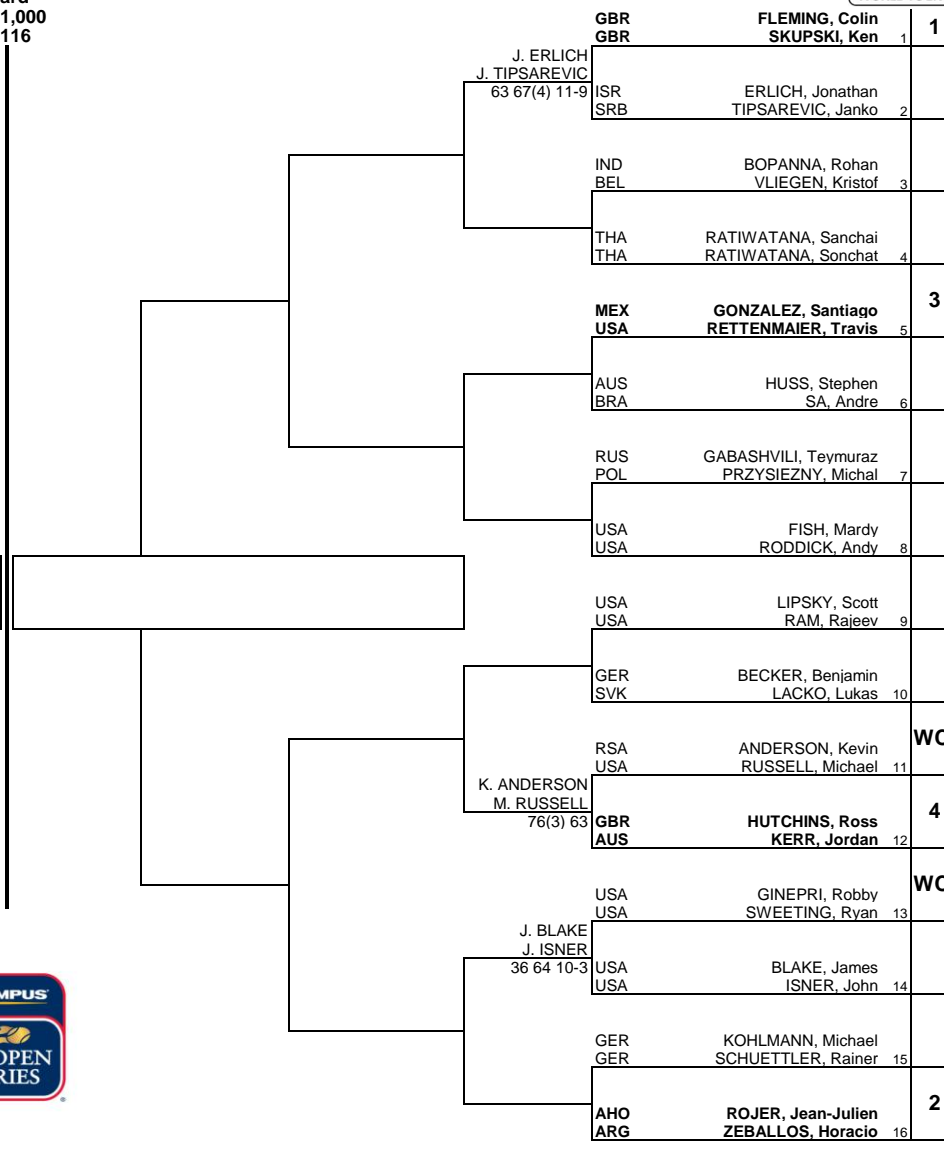 1,000
116
GBR FLEMING, Colin 1
GBR SKUPSKI, Ken 1
J. ERLICH
J. TIPSAREVIC
63 67(4) 11-9 ISR ERLICH, Jonathan
SRB TIPSAREVIC, Janko 2
IND BOPANNA, Rohan
BEL VLIEGEN, Kristof 3
THA RATIWATANA, Sanchai
THA RATIWATANA, Sonchat 4
3
MEX GONZALEZ, Santiago
USA RETTENMAIER, Travis 5
AUS HUSS, Stephen
BRA SA, Andre 6
RUS GABASHVILI, Teymuraz
POL PRZYSIEZNY, Michal 7
USA FISH, Mardy
USA RODDICK, Andy 8
USA LIPSKY, Scott
USA RAM, Rajeev 9
GER BECKER, Benjamin
SVK LACKO, Lukas 10
WC
RSA ANDERSON, Kevin
USA RUSSELL, Michael 11
K. ANDERSON
M. RUSSELL
4
76(3) 63 GBR HUTCHINS, Ross
AUS KERR, Jordan 12
WC
USA GINEPRI, Robby
USA SWEETING, Ryan 13
J. BLAKE
J. ISNER
36 64 10-3 USA BLAKE, James
USA ISNER, John 14
MPUS
OPEN
RIES
GER KOHLMANN, Michael
GER SCHUETTLER, Rainer 15
2
AHO ROJER, Jean-Julien
ARG ZEBALLOS, Horacio 16